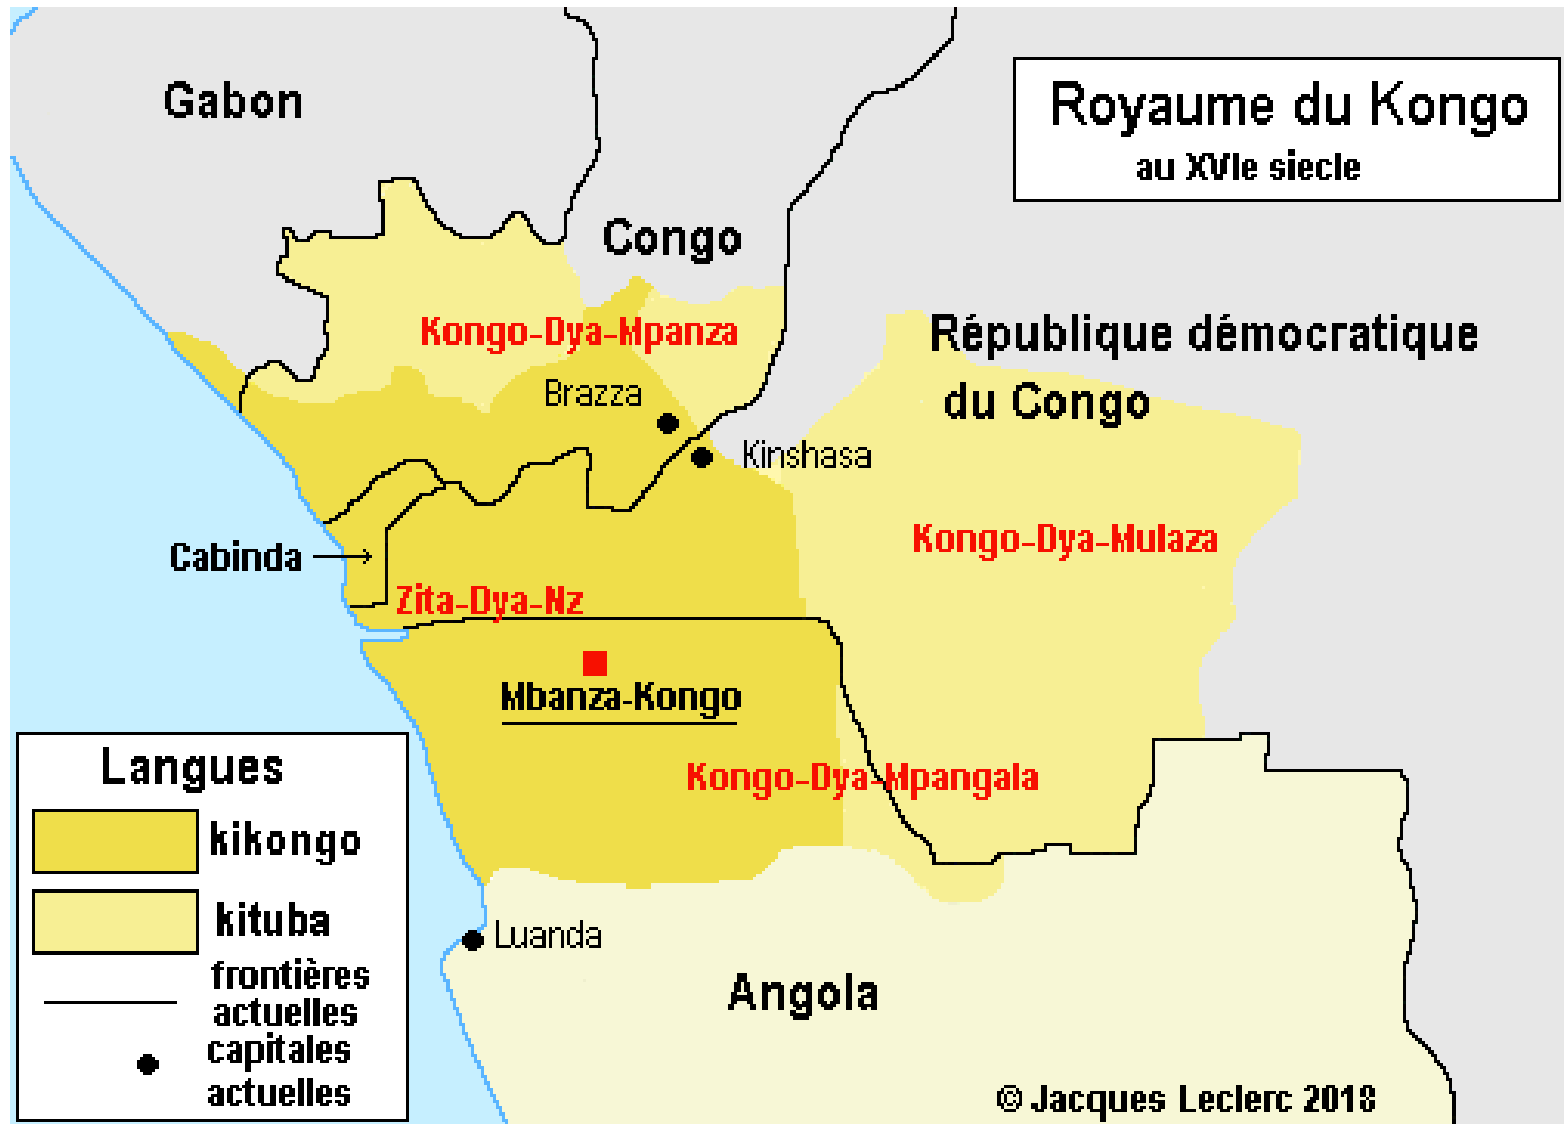 Royaume du Kongo
au XVIe siecle
Gabon
Congo
Kongo-Dya-Mpanza
République démocratique
du Congo
Brazza
Kinshasa
Kongo-Dya-Mulaza
Cabinda
Zita-Dya-Nz
Mbanza-Kongo
Kongo-Dya-Mpangala
Luanda
Angola
Langues
kikongo
kituba
frontières
actuelles
capitales
actuelles
© Jacques Leclerc 2018